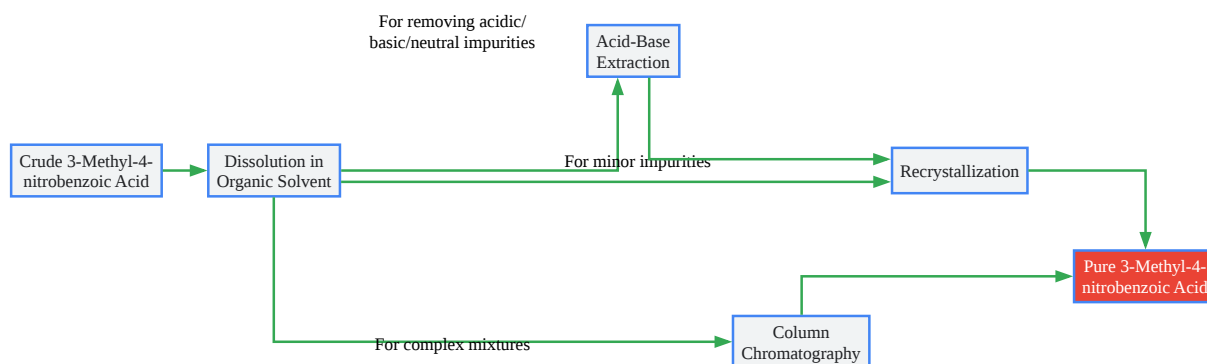 For removing acidic/
basic/neutral impurities
Acid-Base
Extraction
Crude 3-Methyl-4-
nitrobenzoic Acid
Dissolution in
Organic Solvent
For minor impurities
Recrystallization
Pure 3-Methyl-4-
nitrobenzoic Acid
For complex mixtures
Column
Chromatography